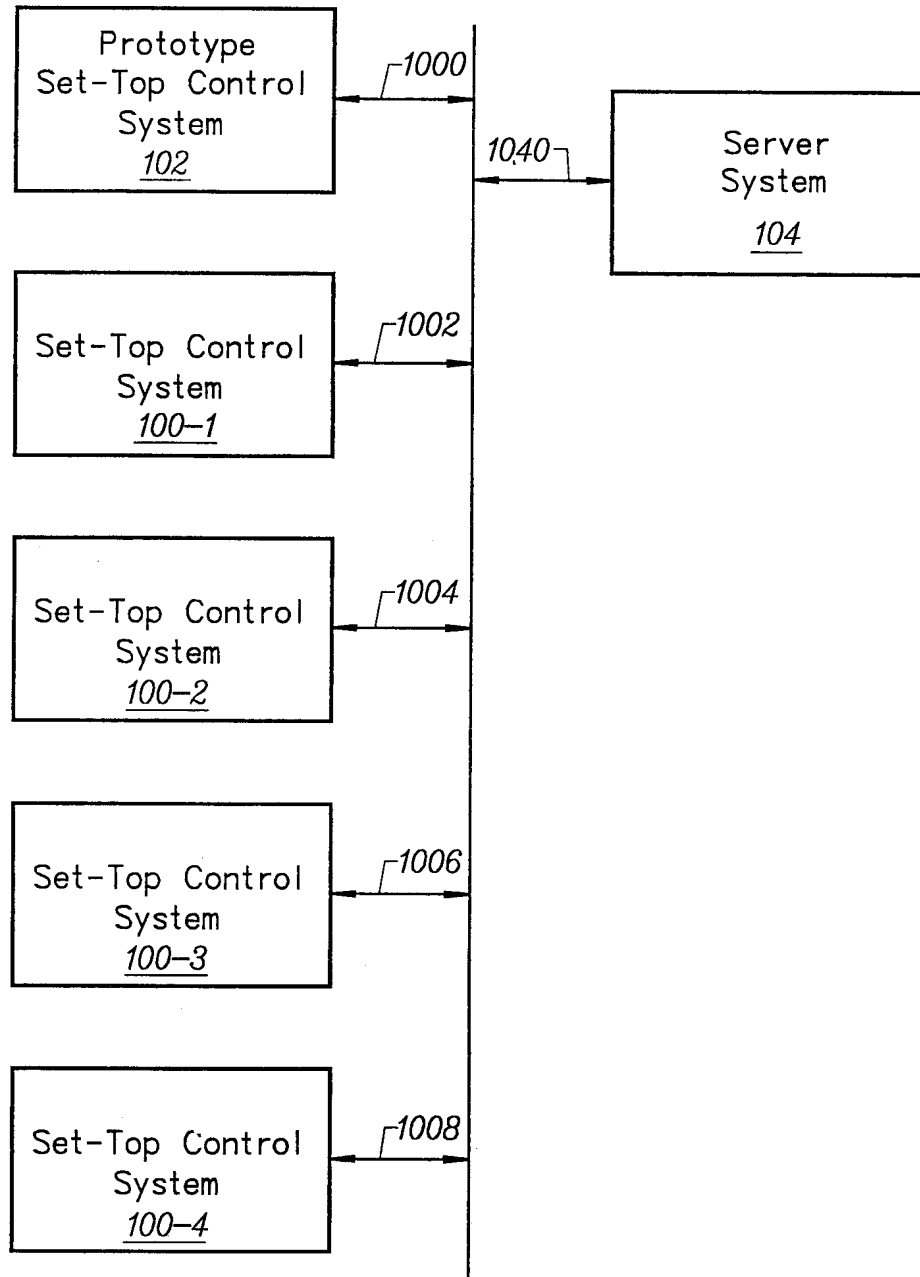 Prototype
Set-Top Control
System
102
1000
1040
Server
System
104
Set-Top Control
System
100-1
1002
Set-Top Control
System
100-2
1004
Set-Top Control
System
100-3
1006
Set-Top Control
System
100-4
1008